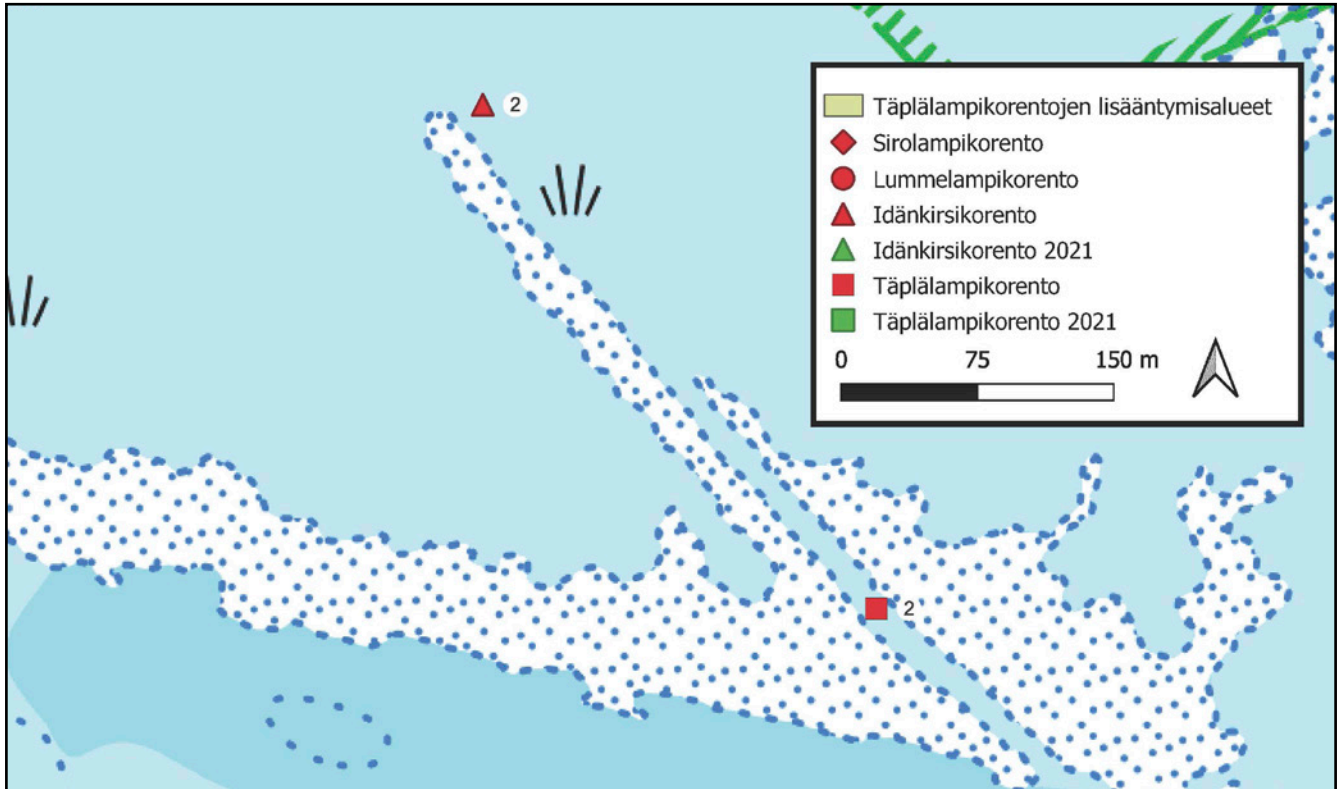 2
Täplälampikorentojen lisääntymisalueet
Sirolampikorento
Lummelampikorento
Idänkirsikorento
Idänkirsikorento 2021
Täplälampikorento
Täplälampikorento 2021
0 75 150 m
2